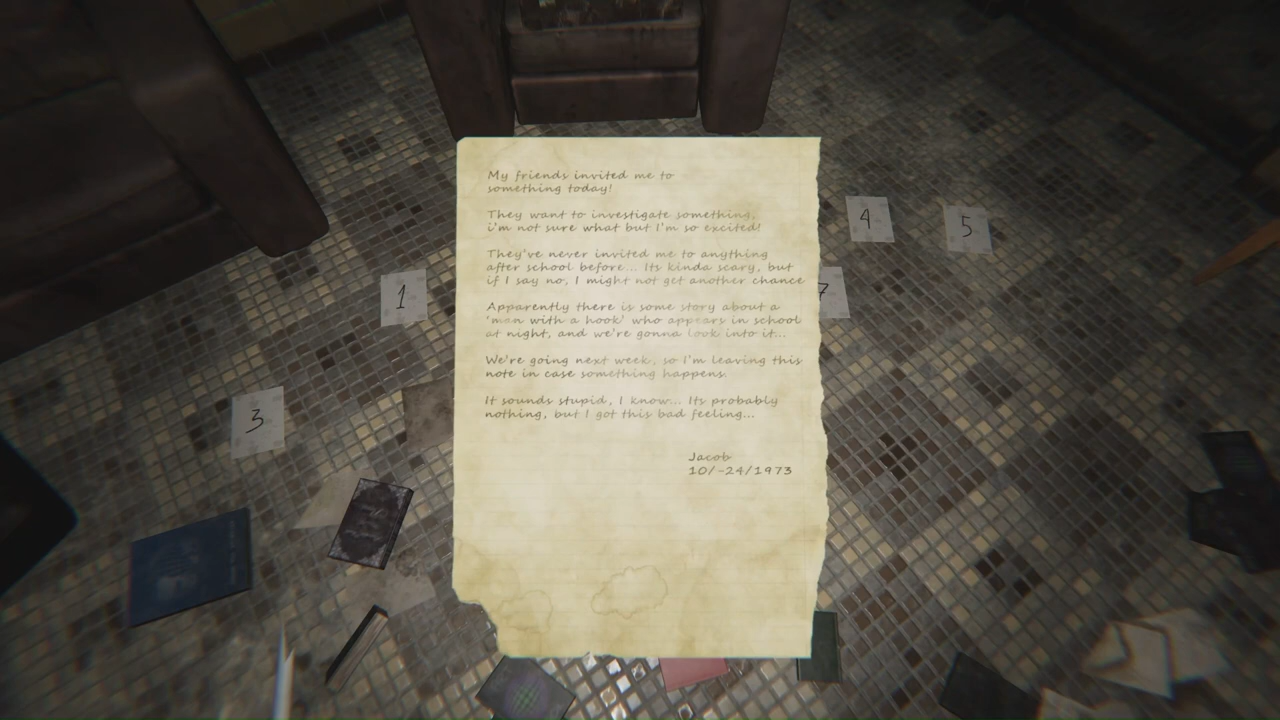 My friends invited me to
something today!
They want to investigate something,
i'm not sure what but I'm so excited!
They've never invited me to anything
after school before... Its kinda scary, but
if I say no, I might not get another chance
Apparently there is some story about a
'man with a hook' who appears in school
at night, and we're gonna look into it...
We're going next week, so I'm leaving this
note in case something happens.
It sounds stupid, I know... Its probably
nothing, but I got this bad feeling...
Jacob
10/-24/1973
4
5
1
7
3